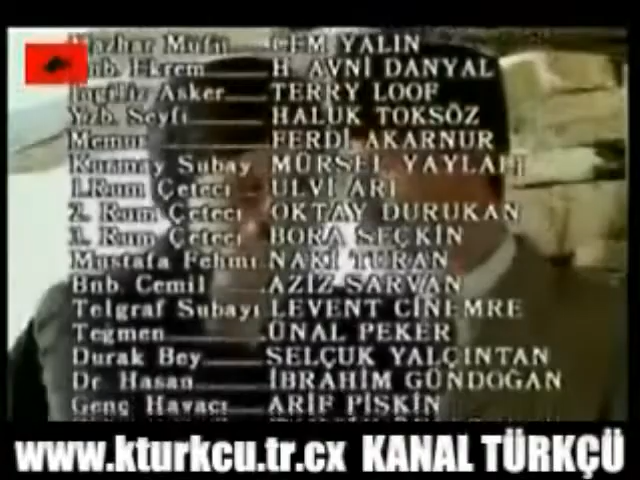 Mazhar Müfit CEM YALIN
Bnb. Ekrem H. AVNİ DANYAL
İngiliz Asker TERRY LOOF
Yzb. Seyfi HALUK TOKSÖZ
Memur FERDİ AKARNUR
Kurmay Subay MÜRSEL YAYLALI
1. Rum Çeteci ULVİ ARI
2. Rum Çeteci OKTAY DURUKAN
3. Rum Çeteci BORA SEÇKİN
Mustafa Fehmi NAKİ TURAN
Bnb. Cemil AZİZ SARVAN
Telgraf Subayı LEVENT CİNEMRE
Teğmen ÜNAL PEKER
Durak Bey SELÇUK YALÇINTAN
Dr. Hasan İBRAHİM GÜNDOĞAN
Genç Havacı ARİF PİŞKİN
www.kturkcu.tr.cx KANAL TÜRKÇÜ